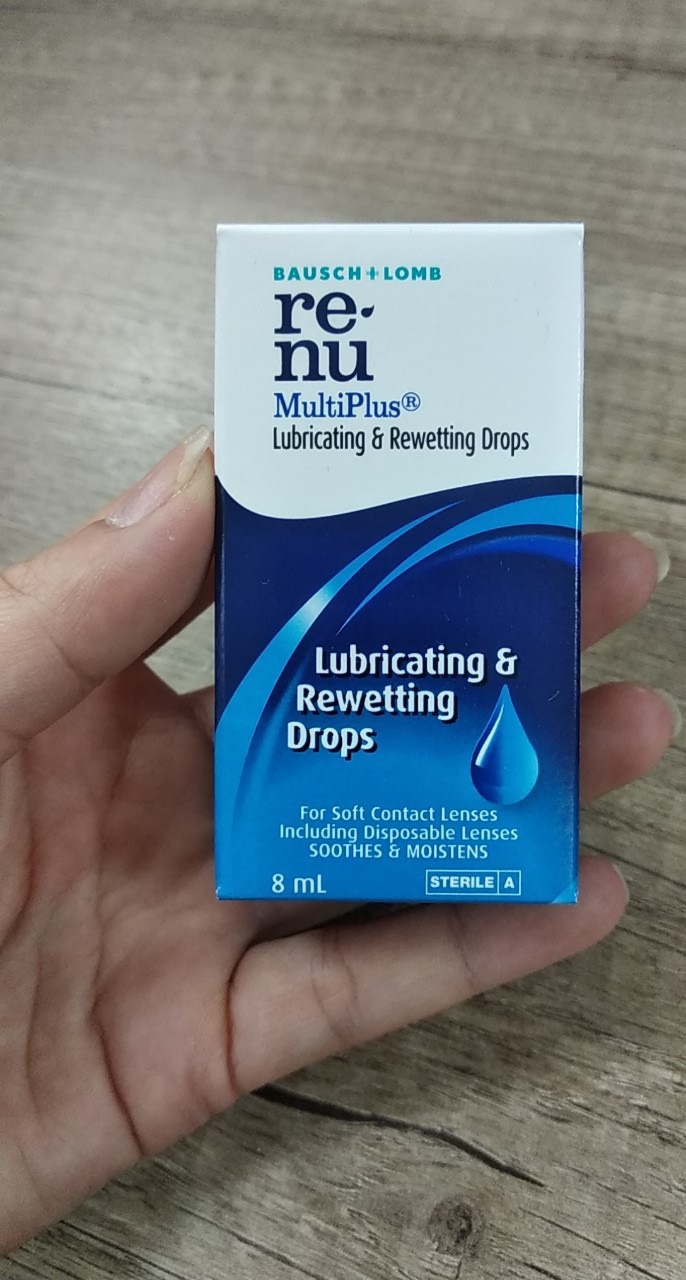 BAUSCH+LOMB
re
nu
MultiPlus®
Lubricating & Rewetting Drops
Lubricating &
Rewetting
Drops
For Soft Contact Lenses
Including Disposable Lenses
SOOTHES & MOISTENS
8 mL
STERILE A